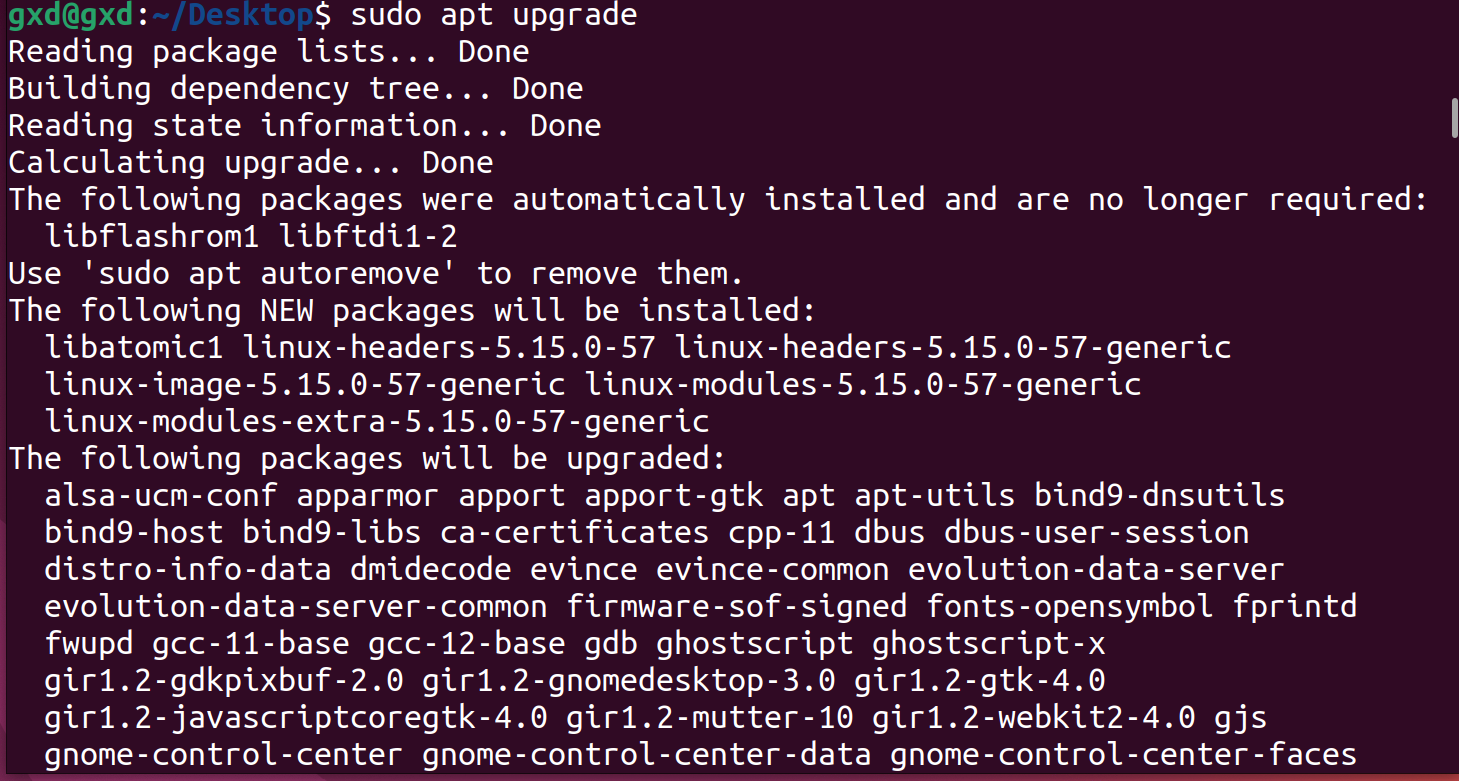 gxd@gxd:~/Desktop$ sudo apt upgrade
Reading package lists... Done
Building dependency tree... Done
Reading state information... Done
Calculating upgrade... Done
The following packages were automatically installed and are no longer required:
  libflashrom1 libftdi1-2
Use 'sudo apt autoremove' to remove them.
The following NEW packages will be installed:
  libatomic1 linux-headers-5.15.0-57 linux-headers-5.15.0-57-generic
  linux-image-5.15.0-57-generic linux-modules-5.15.0-57-generic
  linux-modules-extra-5.15.0-57-generic
The following packages will be upgraded:
  alsa-ucm-conf apparmor apport apport-gtk apt apt-utils bind9-dnsutils
  bind9-host bind9-libs ca-certificates cpp-11 dbus dbus-user-session
  distro-info-data dmidecode evince evince-common evolution-data-server
  evolution-data-server-common firmware-sof-signed fonts-opensymbol fprintd
  fwupd gcc-11-base gcc-12-base gdb ghostscript ghostscript-x
  gir1.2-gdkpixbuf-2.0 gir1.2-gnomedesktop-3.0 gir1.2-gtk-4.0
  gir1.2-javascriptcoregtk-4.0 gir1.2-mutter-10 gir1.2-webkit2-4.0 gjs
  gnome-control-center gnome-control-center-data gnome-control-center-faces